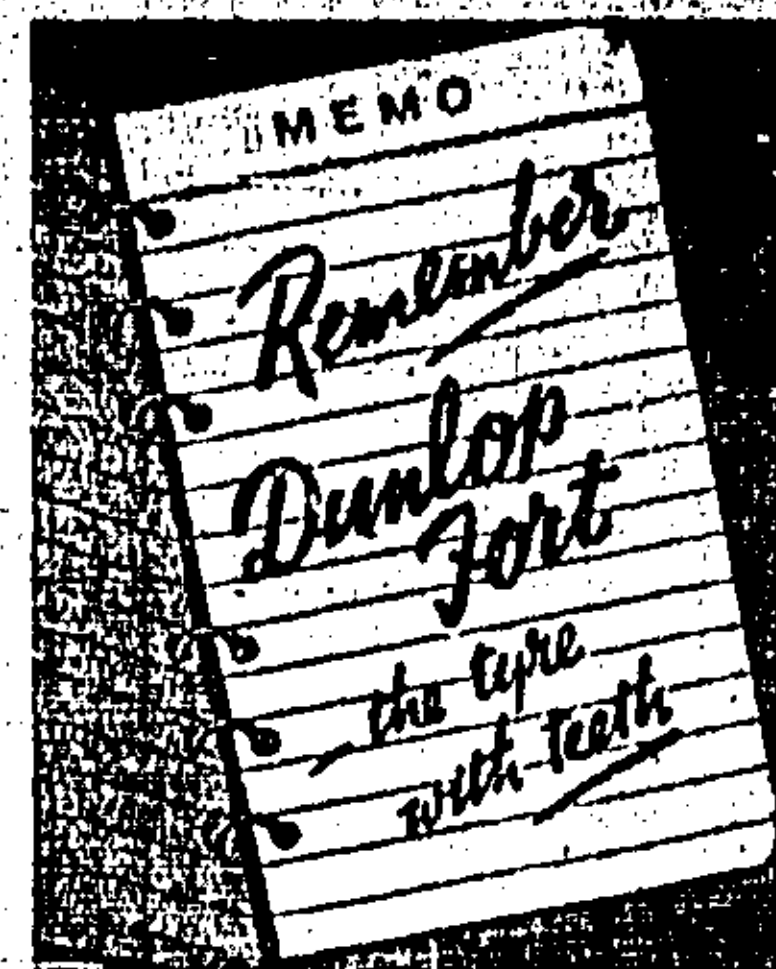 MEMO
Remember
Dunlop
Fort
— the tyre
with teeth